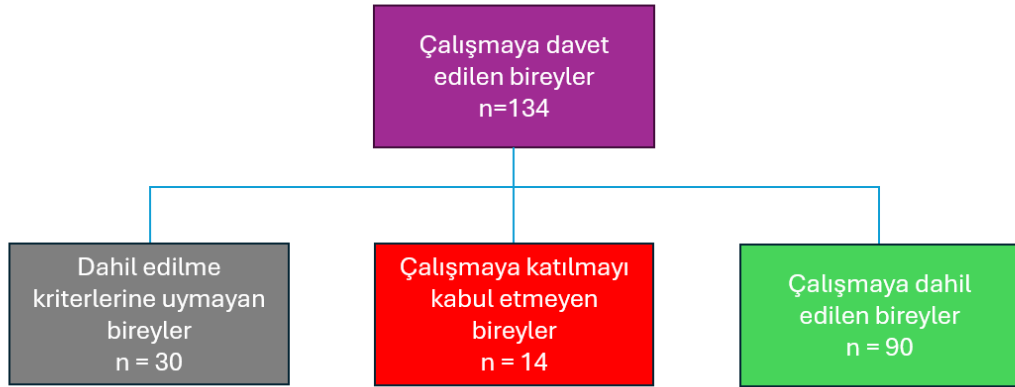 Çalışmaya davet
edilen bireyler
n=134
Dahil edilme
kriterlerine uymayan
bireyler
n = 30
Çalışmaya katılmayı
kabul etmeyen
bireyler
n = 14
Çalışmaya dahil
edilen bireyler
n = 90